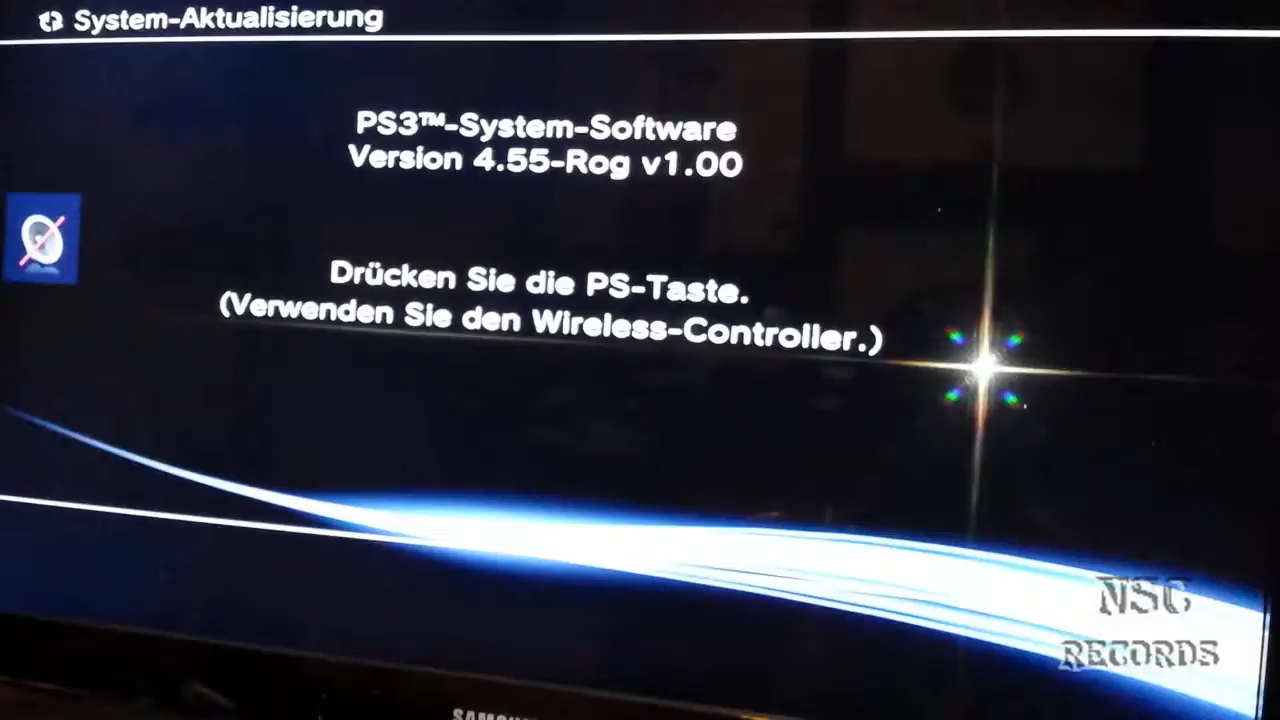 System-Aktualisierung
PS3™-System-Software
Version 4.55-Rog v1.00
Drücken Sie die PS-Taste.
(Verwenden Sie den Wireless-Controller.)
NSC
RECORDS